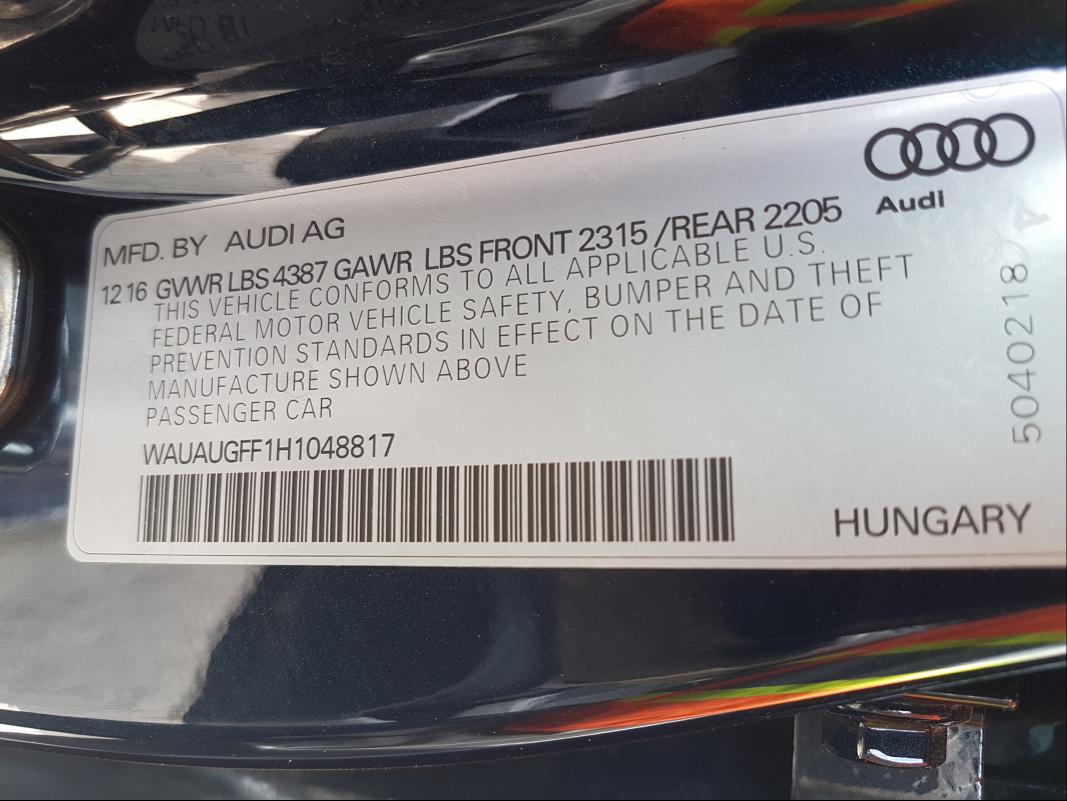 Audi
MFD. BY AUDI AG
12 16 GVWR LBS 4387 GAWR LBS FRONT 2315 /REAR 2205
THIS VEHICLE CONFORMS TO ALL APPLICABLE U.S.
FEDERAL MOTOR VEHICLE SAFETY, BUMPER AND THEFT
PREVENTION STANDARDS IN EFFECT ON THE DATE OF
MANUFACTURE SHOWN ABOVE
PASSENGER CAR
WAUAUGFF1H1048817
HUNGARY
50402218 A